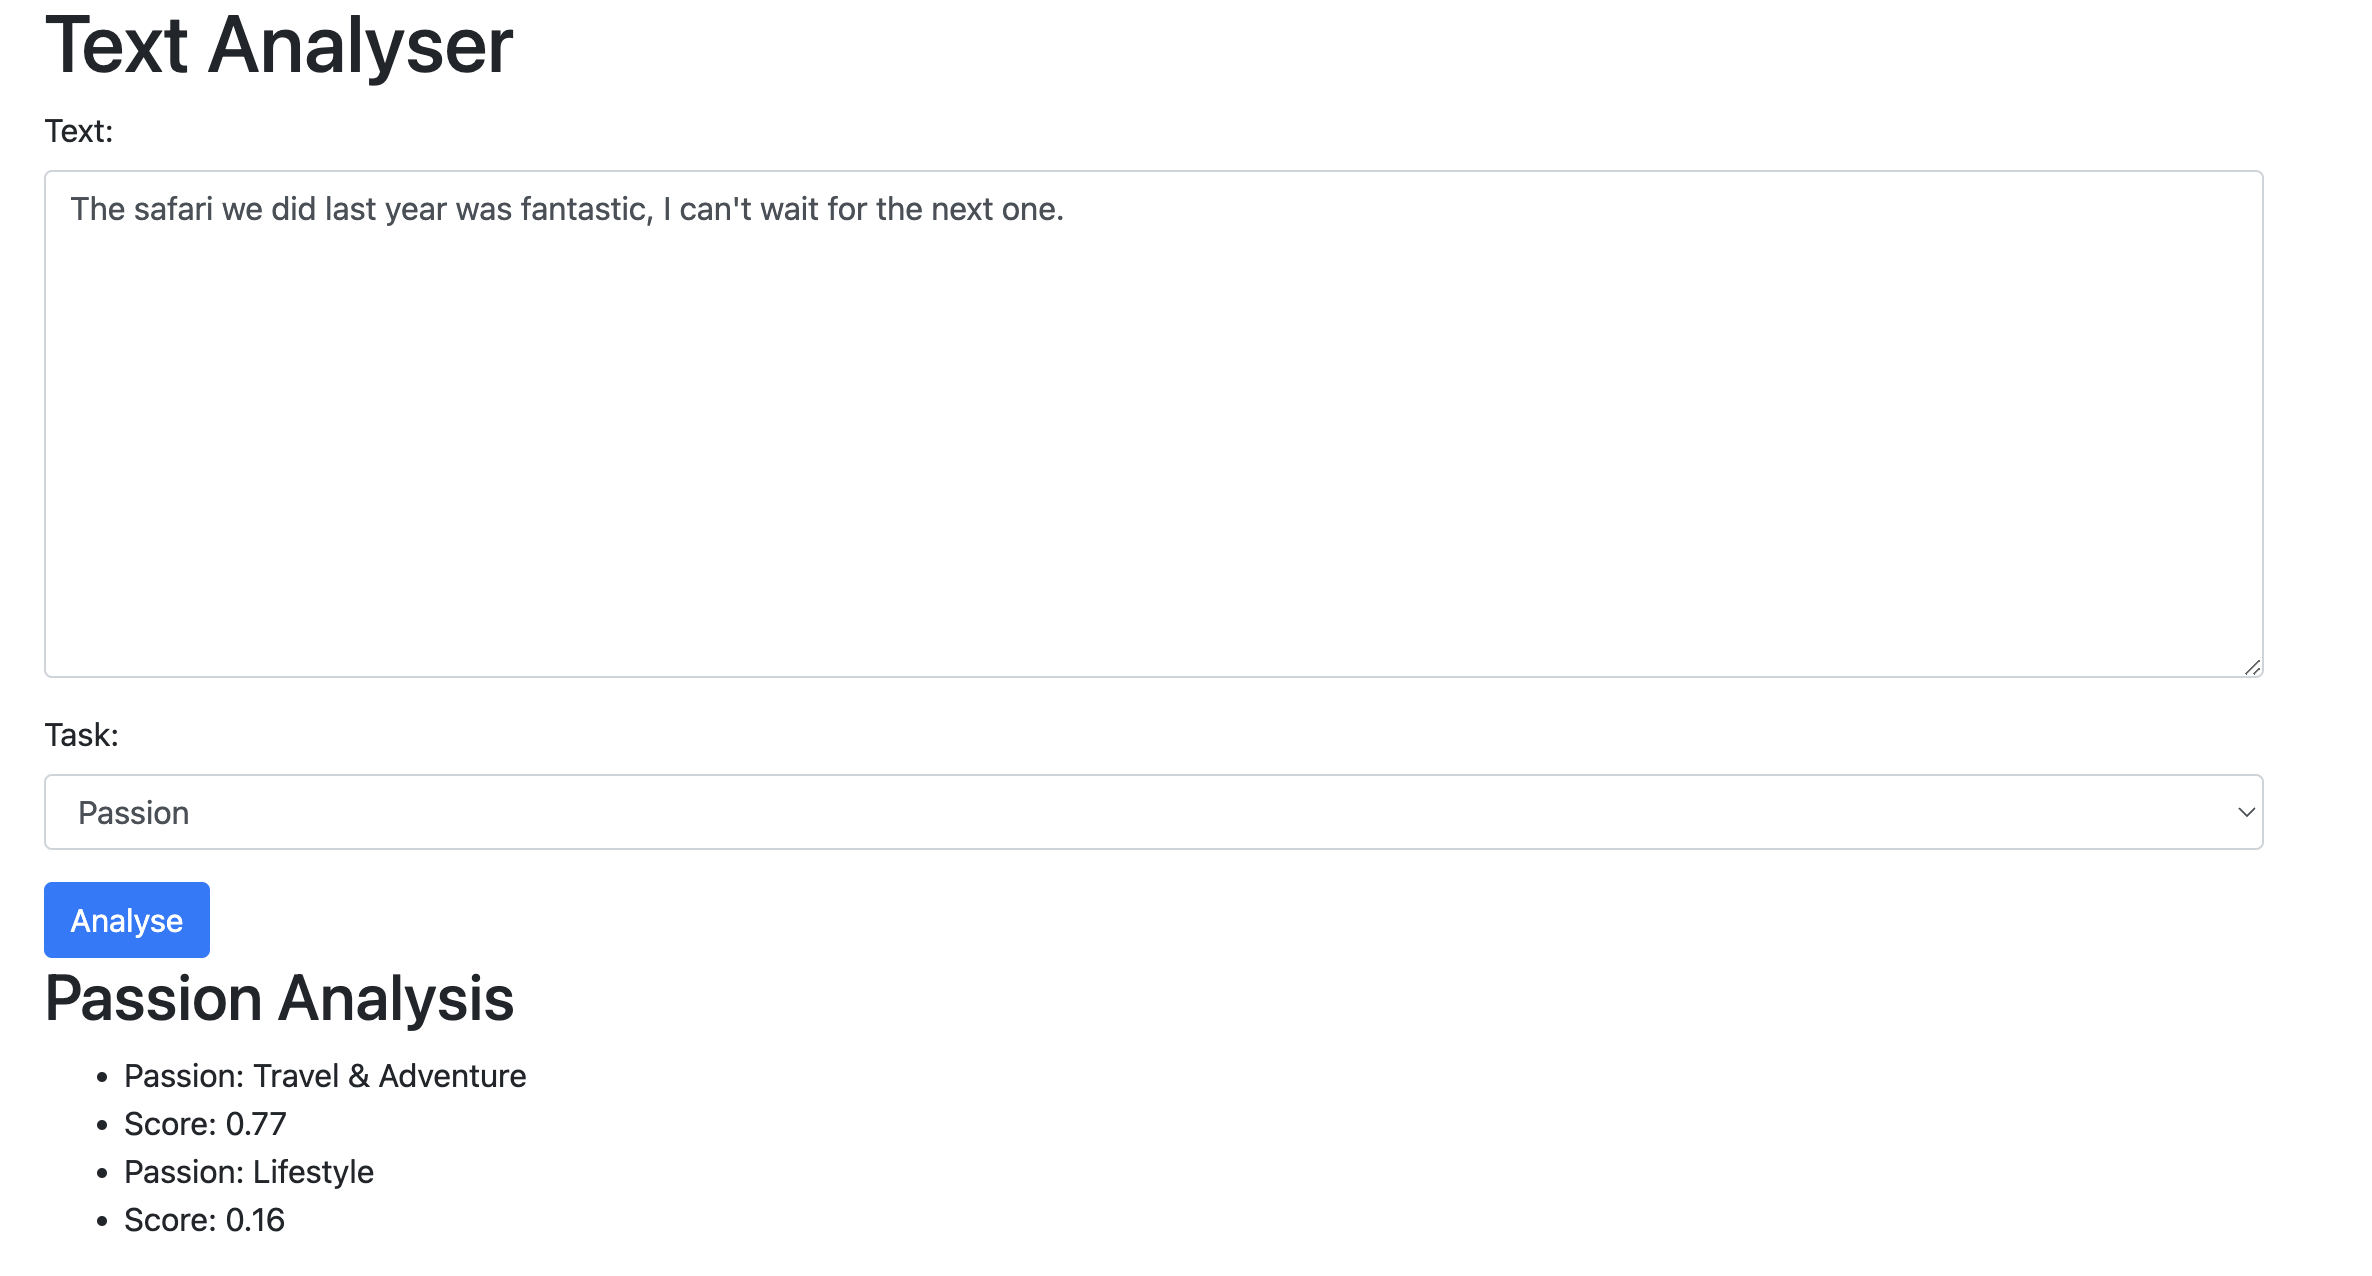 Text Analyser
Text:
The safari we did last year was fantastic, I can't wait for the next one.
Task:
Passion
Analyse
Passion Analysis
• Passion: Travel & Adventure
• Score: 0.77
• Passion: Lifestyle
• Score: 0.16